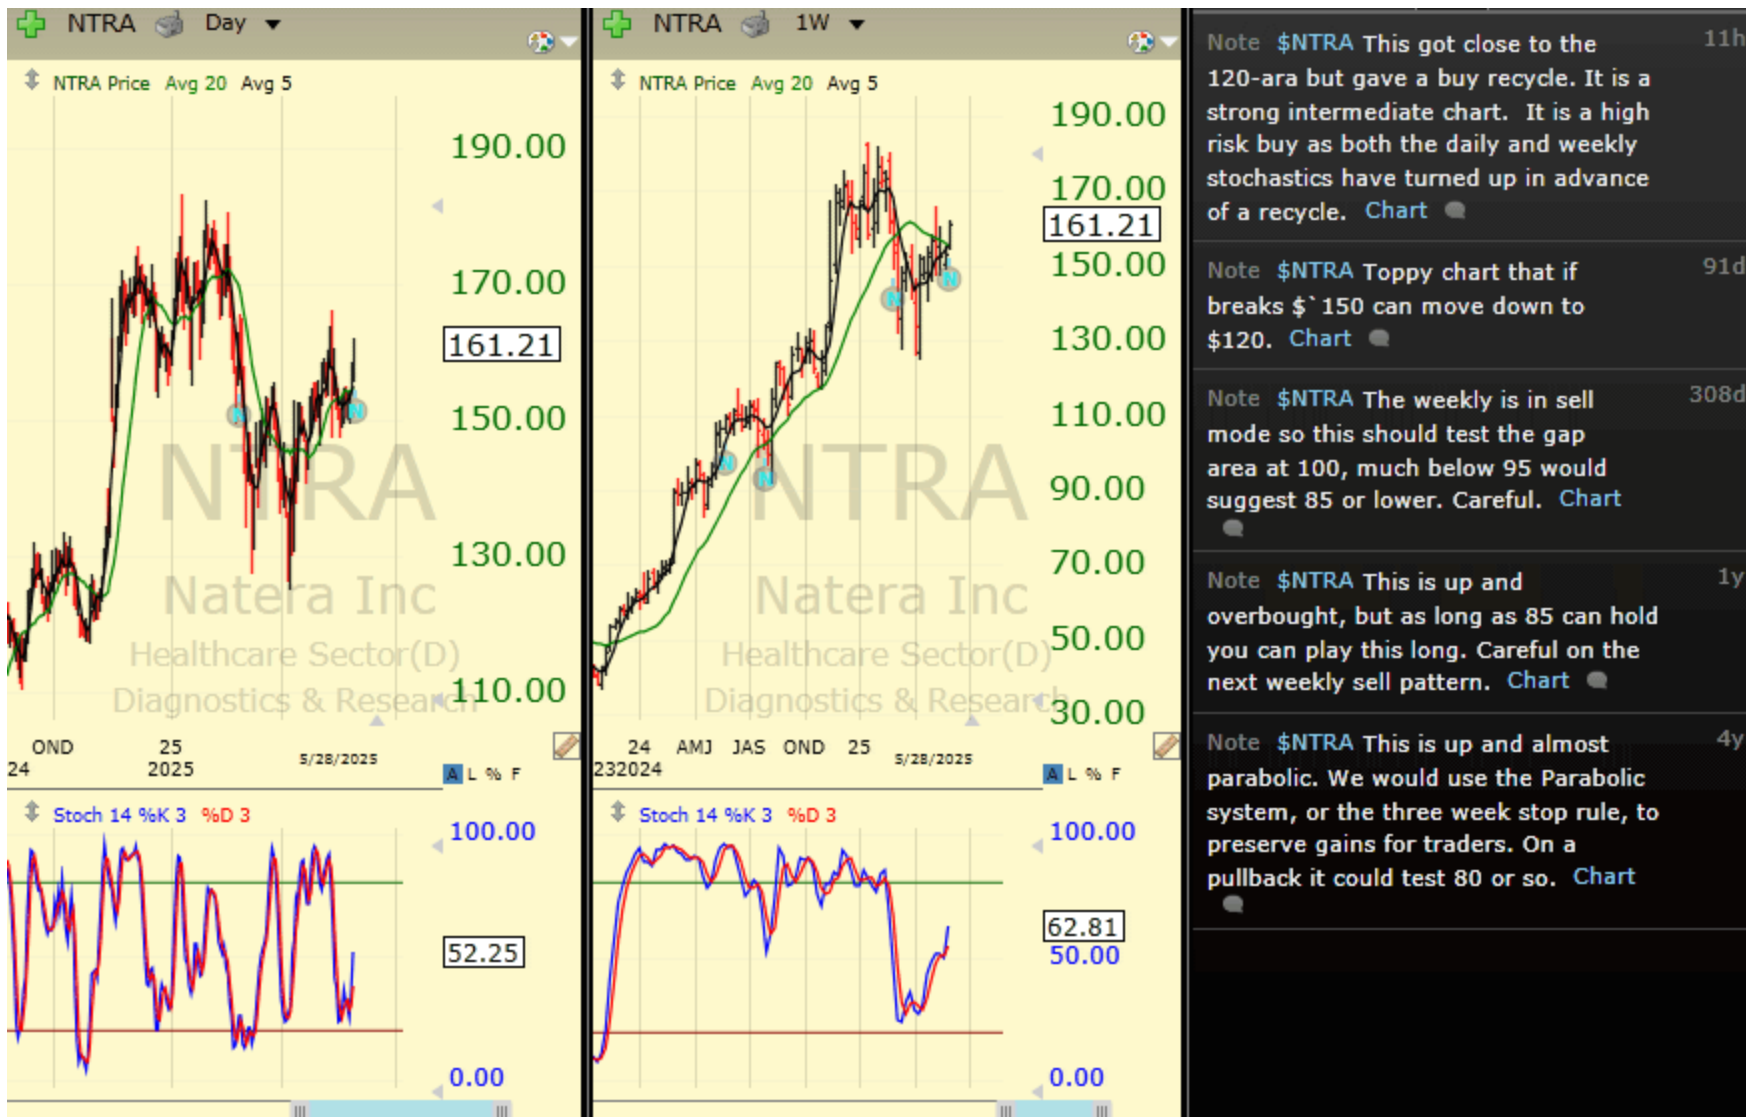 NTRA Day
NTRA Price Avg 20 Avg 5
190.00
170.00
161.21
150.00
130.00
110.00
NTRA
Natera Inc
Healthcare Sector(D)
Diagnostics & Research
OND 25
24 2025 5/28/2025
A L % F
Stoch 14 %K 3 %D 3
100.00
52.25
0.00
NTRA 1W
NTRA Price Avg 20 Avg 5
190.00
170.00
161.21
150.00
130.00
110.00
90.00
70.00
50.00
30.00
N
N
N
N
N
N
NTRA
Natera Inc
Healthcare Sector(D)
Diagnostics & Research
24 AMJ JAS OND 25
232024 5/28/2025
A L % F
Stoch 14 %K 3 %D 3
100.00
62.81
50.00
0.00
Note $NTRA This got close to the 11h
120-ara but gave a buy recycle. It is a
strong intermediate chart. It is a high
risk buy as both the daily and weekly
stochastics have turned up in advance
of a recycle. Chart
Note $NTRA Toppy chart that if 91d
breaks $`150 can move down to
$120. Chart
Note $NTRA The weekly is in sell 308d
mode so this should test the gap
area at 100, much below 95 would
suggest 85 or lower. Careful. Chart
Note $NTRA This is up and 1y
overbought, but as long as 85 can hold
you can play this long. Careful on the
next weekly sell pattern. Chart
Note $NTRA This is up and almost 4y
parabolic. We would use the Parabolic
system, or the three week stop rule, to
preserve gains for traders. On a
pullback it could test 80 or so. Chart